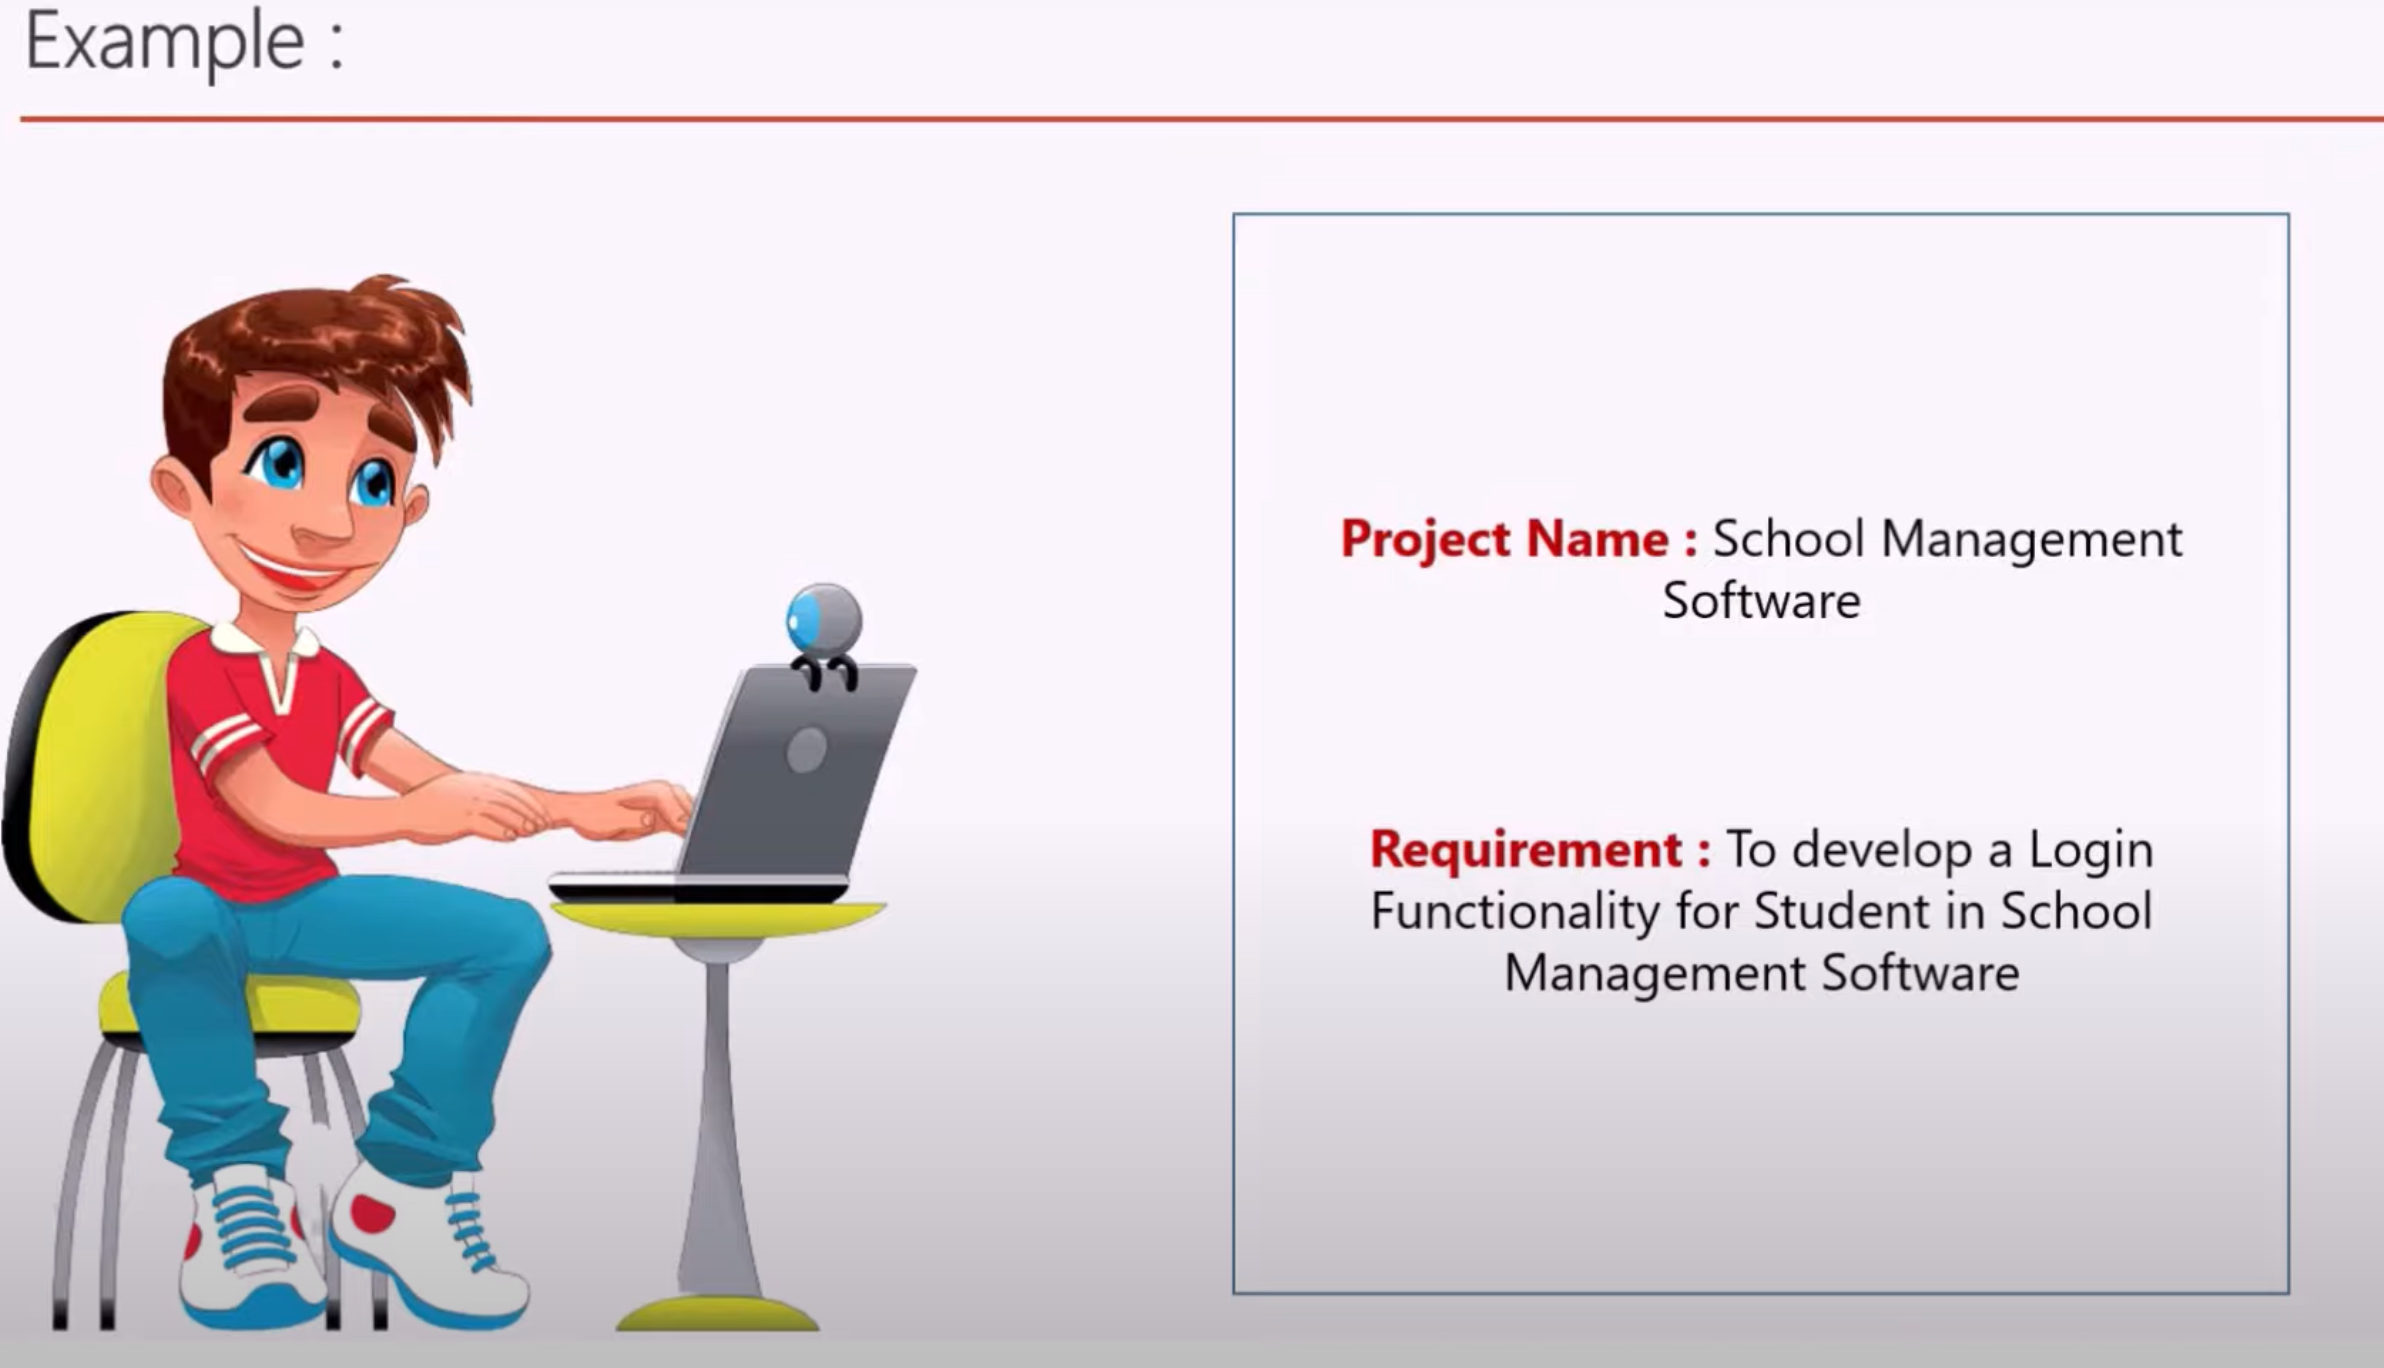 Example :
Project Name : School Management
Software
Requirement : To develop a Login
Functionality for Student in School
Management Software